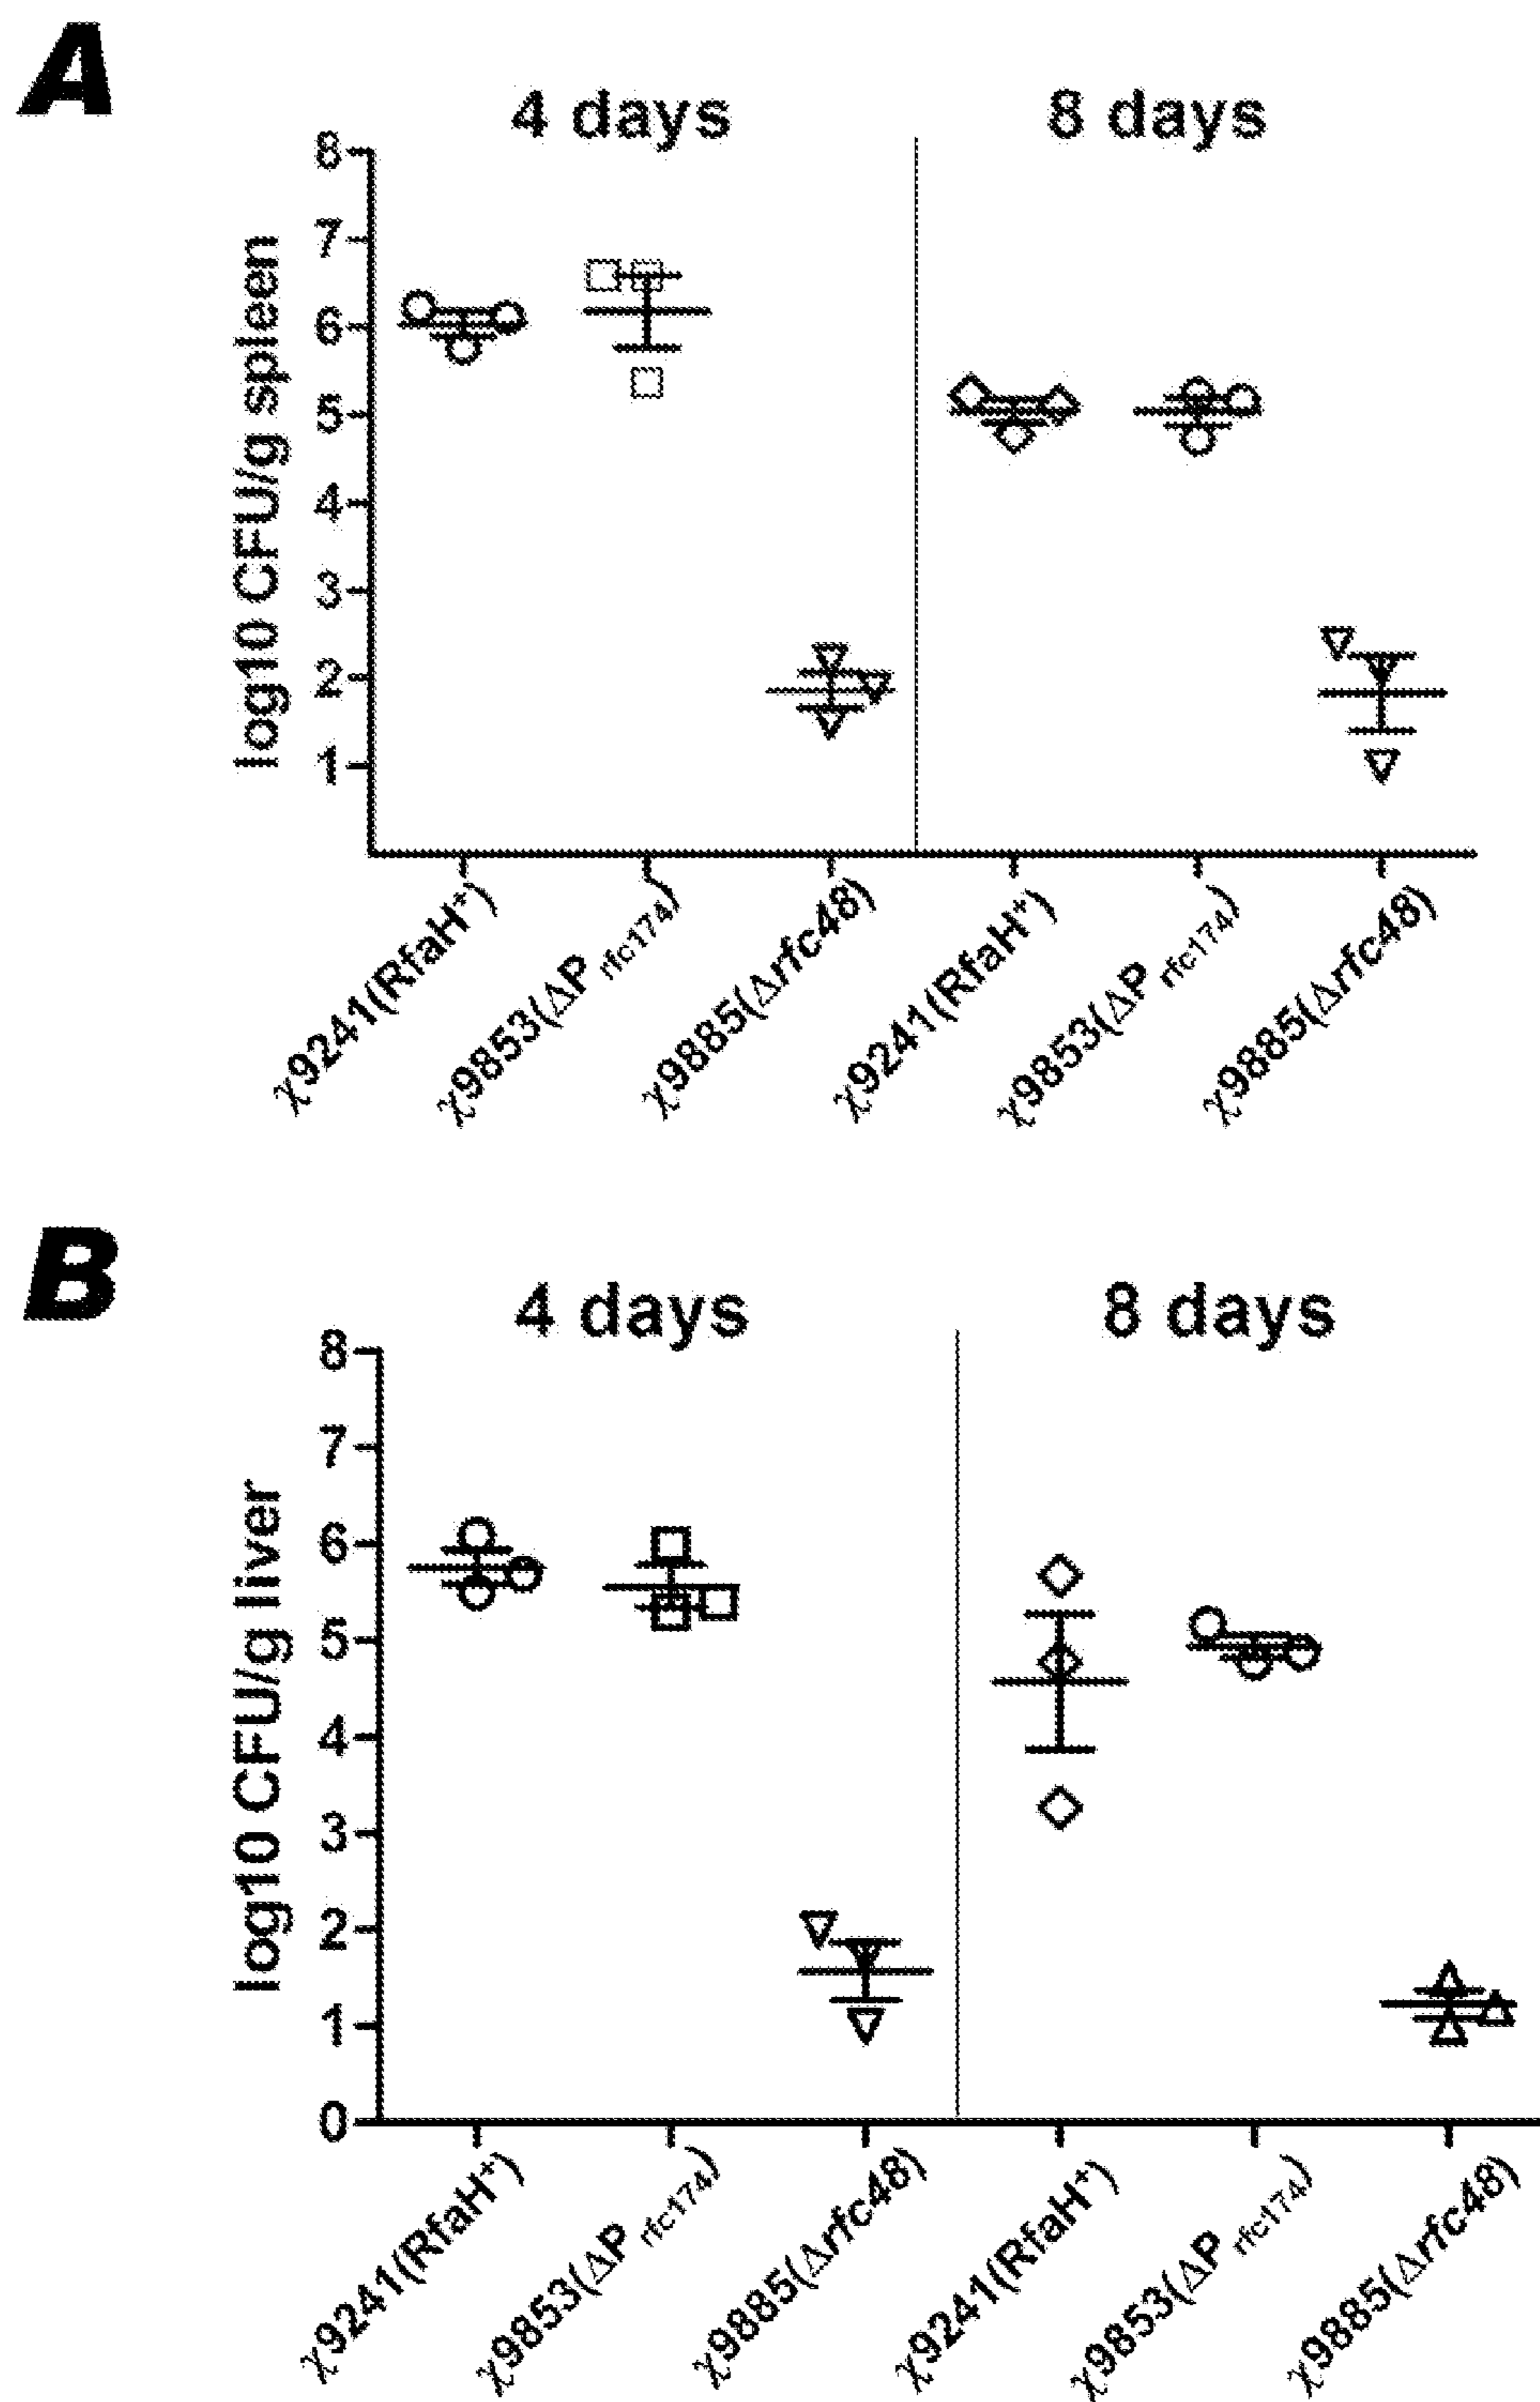 A
4 days
8 days
log10 CFU/g spleen
8
7
6
5
4
3
2
1
χ9241(RfaH⁺)
χ9853(ΔP rfc174)
χ9885(Δrfc48)
χ9241(RfaH⁺)
χ9853(ΔP rfc174)
χ9885(Δrfc48)
B
4 days
8 days
log10 CFU/g liver
8
7
6
5
4
3
2
1
0
χ9241(RfaH⁺)
χ9853(ΔP rfc174)
χ9885(Δrfc48)
χ9241(RfaH⁺)
χ9853(ΔP rfc174)
χ9885(Δrfc48)